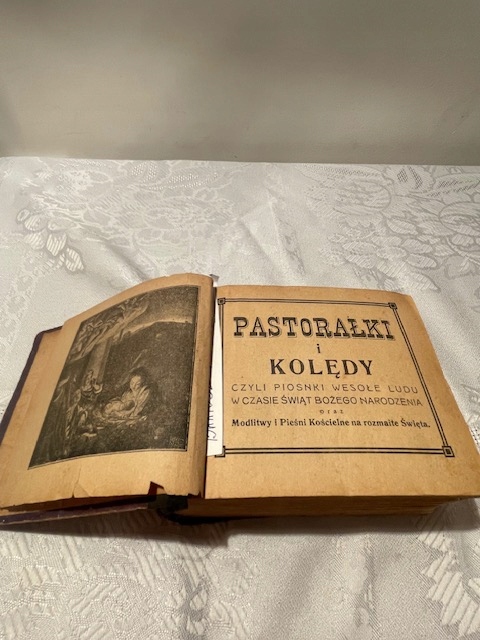 PASTORAŁKI
i
KOLĘDY
CZYLI PIOSNKI WESOŁE LUDU
W CZASIE ŚWIĄT BOŻEGO NARODZENIA
oraz
Modlitwy i Pieśni Kościelne na rozmaite Święta.